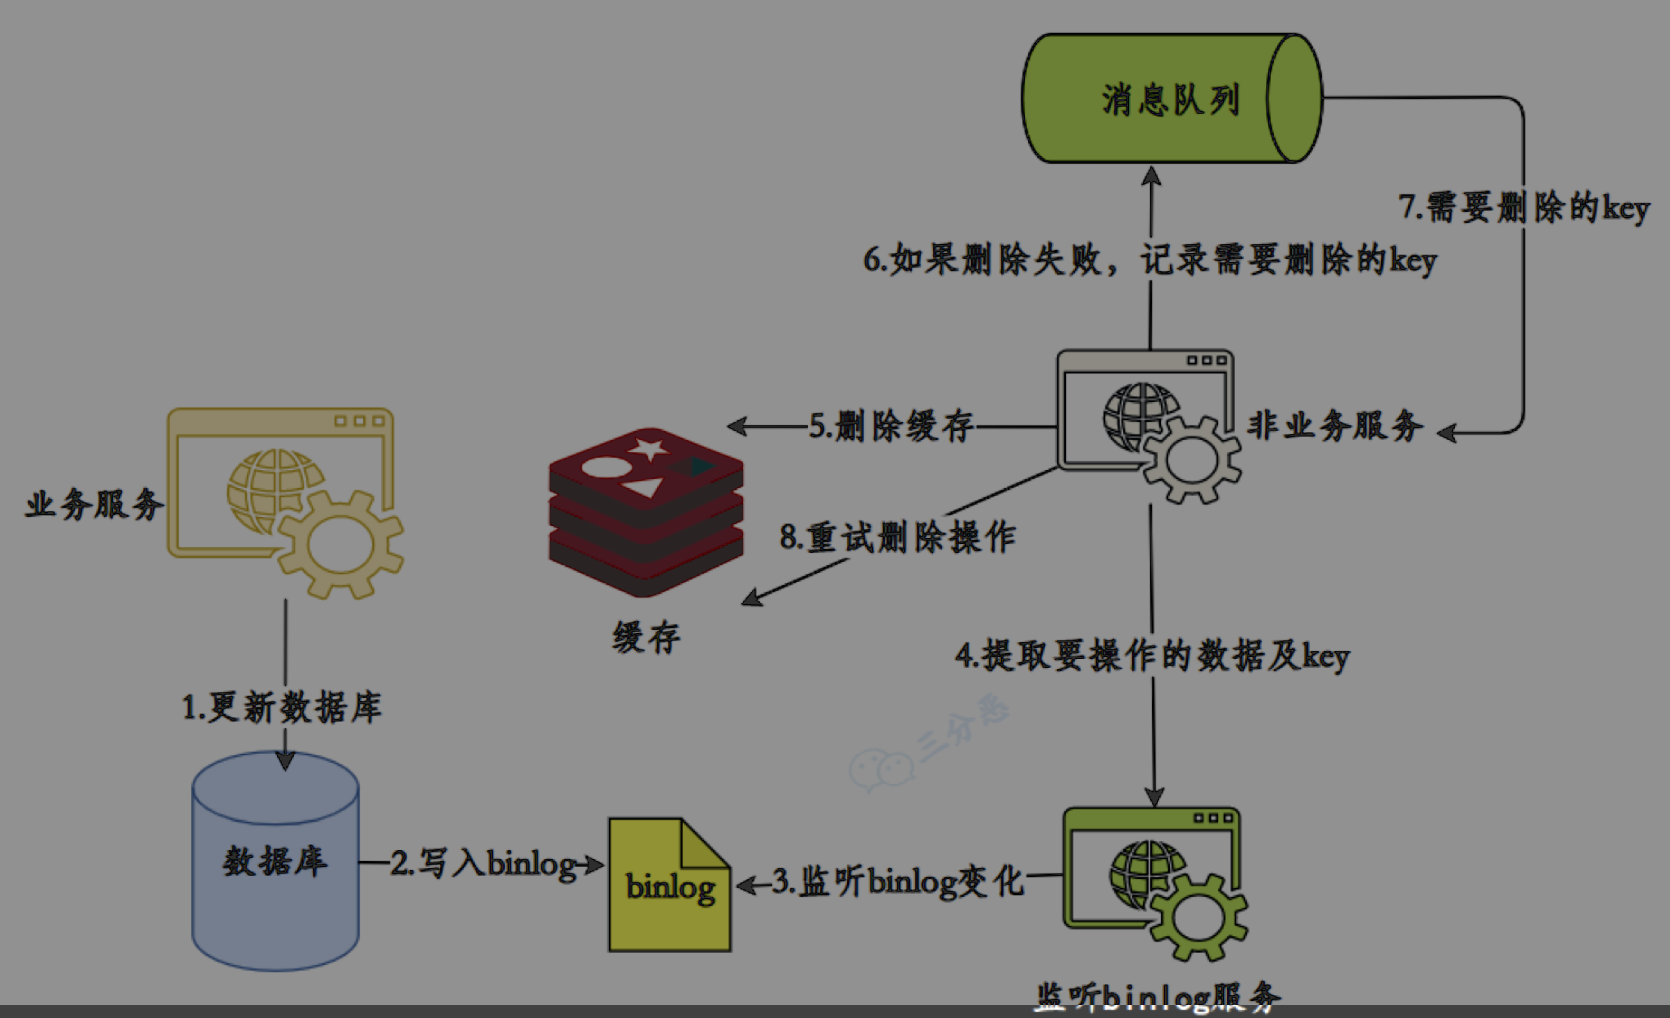 消息队列
7.需要删除的key
6.如果删除失败，记录需要删除的key
5.删除缓存
非业务服务
业务服务
8.重试删除操作
缓存
4.提取要操作的数据及key
1.更新数据库
三分恶
数据库
2.写入binlog
binlog
3.监听binlog变化
监听binlog服务